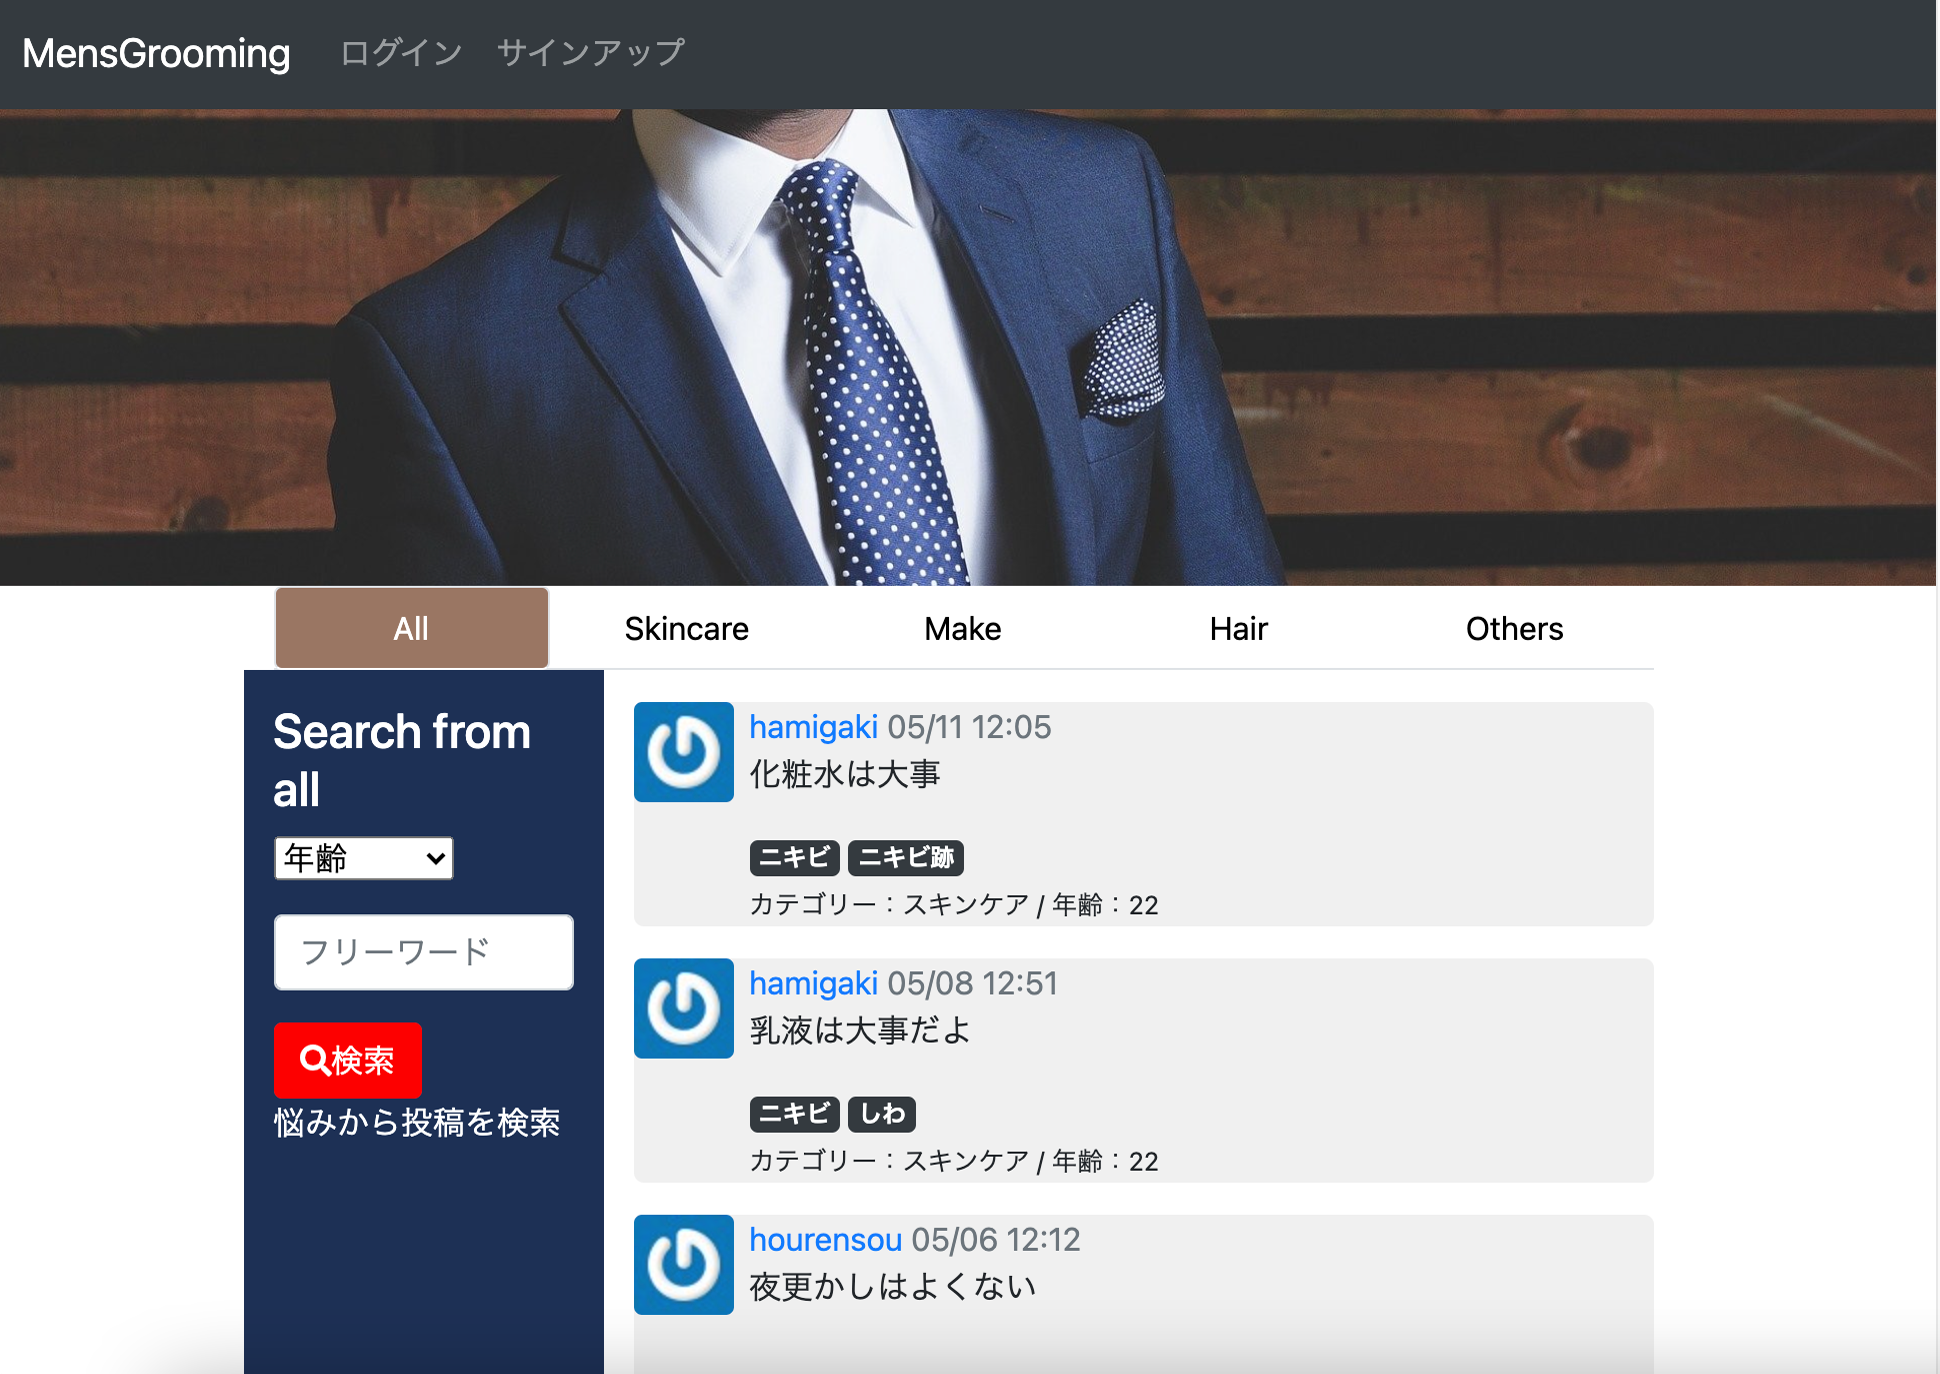 MensGrooming ログイン サインアップ
All Skincare Make Hair Others
Search from
all
年齢
フリーワード
検索
悩みから投稿を検索
hamigaki 05/11 12:05
化粧水は大事
ニキビ ニキビ跡
カテゴリー：スキンケア / 年齢：22
hamigaki 05/08 12:51
乳液は大事だよ
ニキビ しわ
カテゴリー：スキンケア / 年齢：22
hourensou 05/06 12:12
夜更かしはよくない